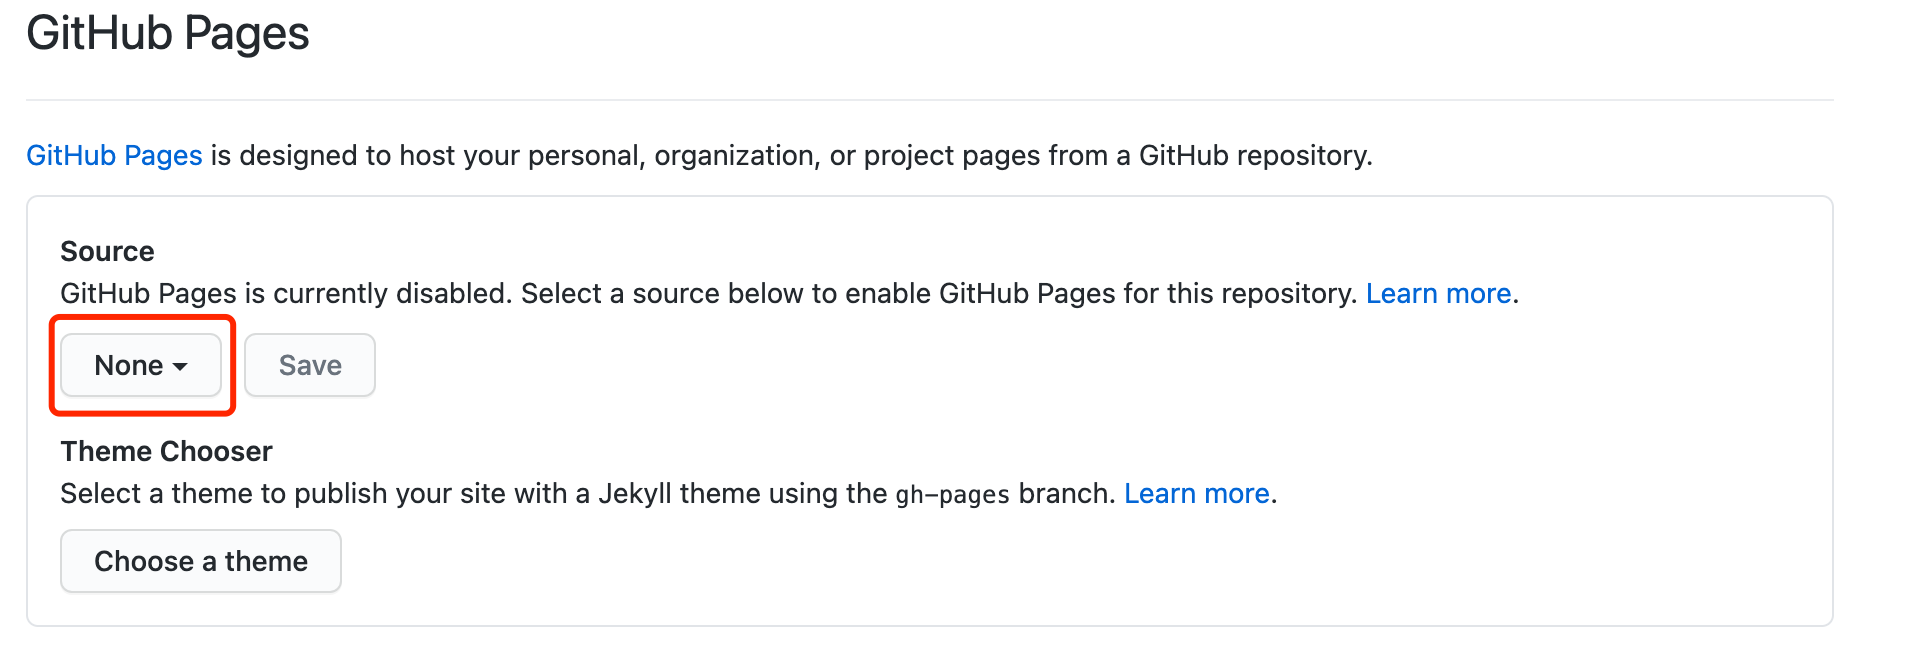 GitHub Pages
GitHub Pages is designed to host your personal, organization, or project pages from a GitHub repository.
Source
GitHub Pages is currently disabled. Select a source below to enable GitHub Pages for this repository. Learn more.
None Save
Theme Chooser
Select a theme to publish your site with a Jekyll theme using the gh-pages branch. Learn more.
Choose a theme